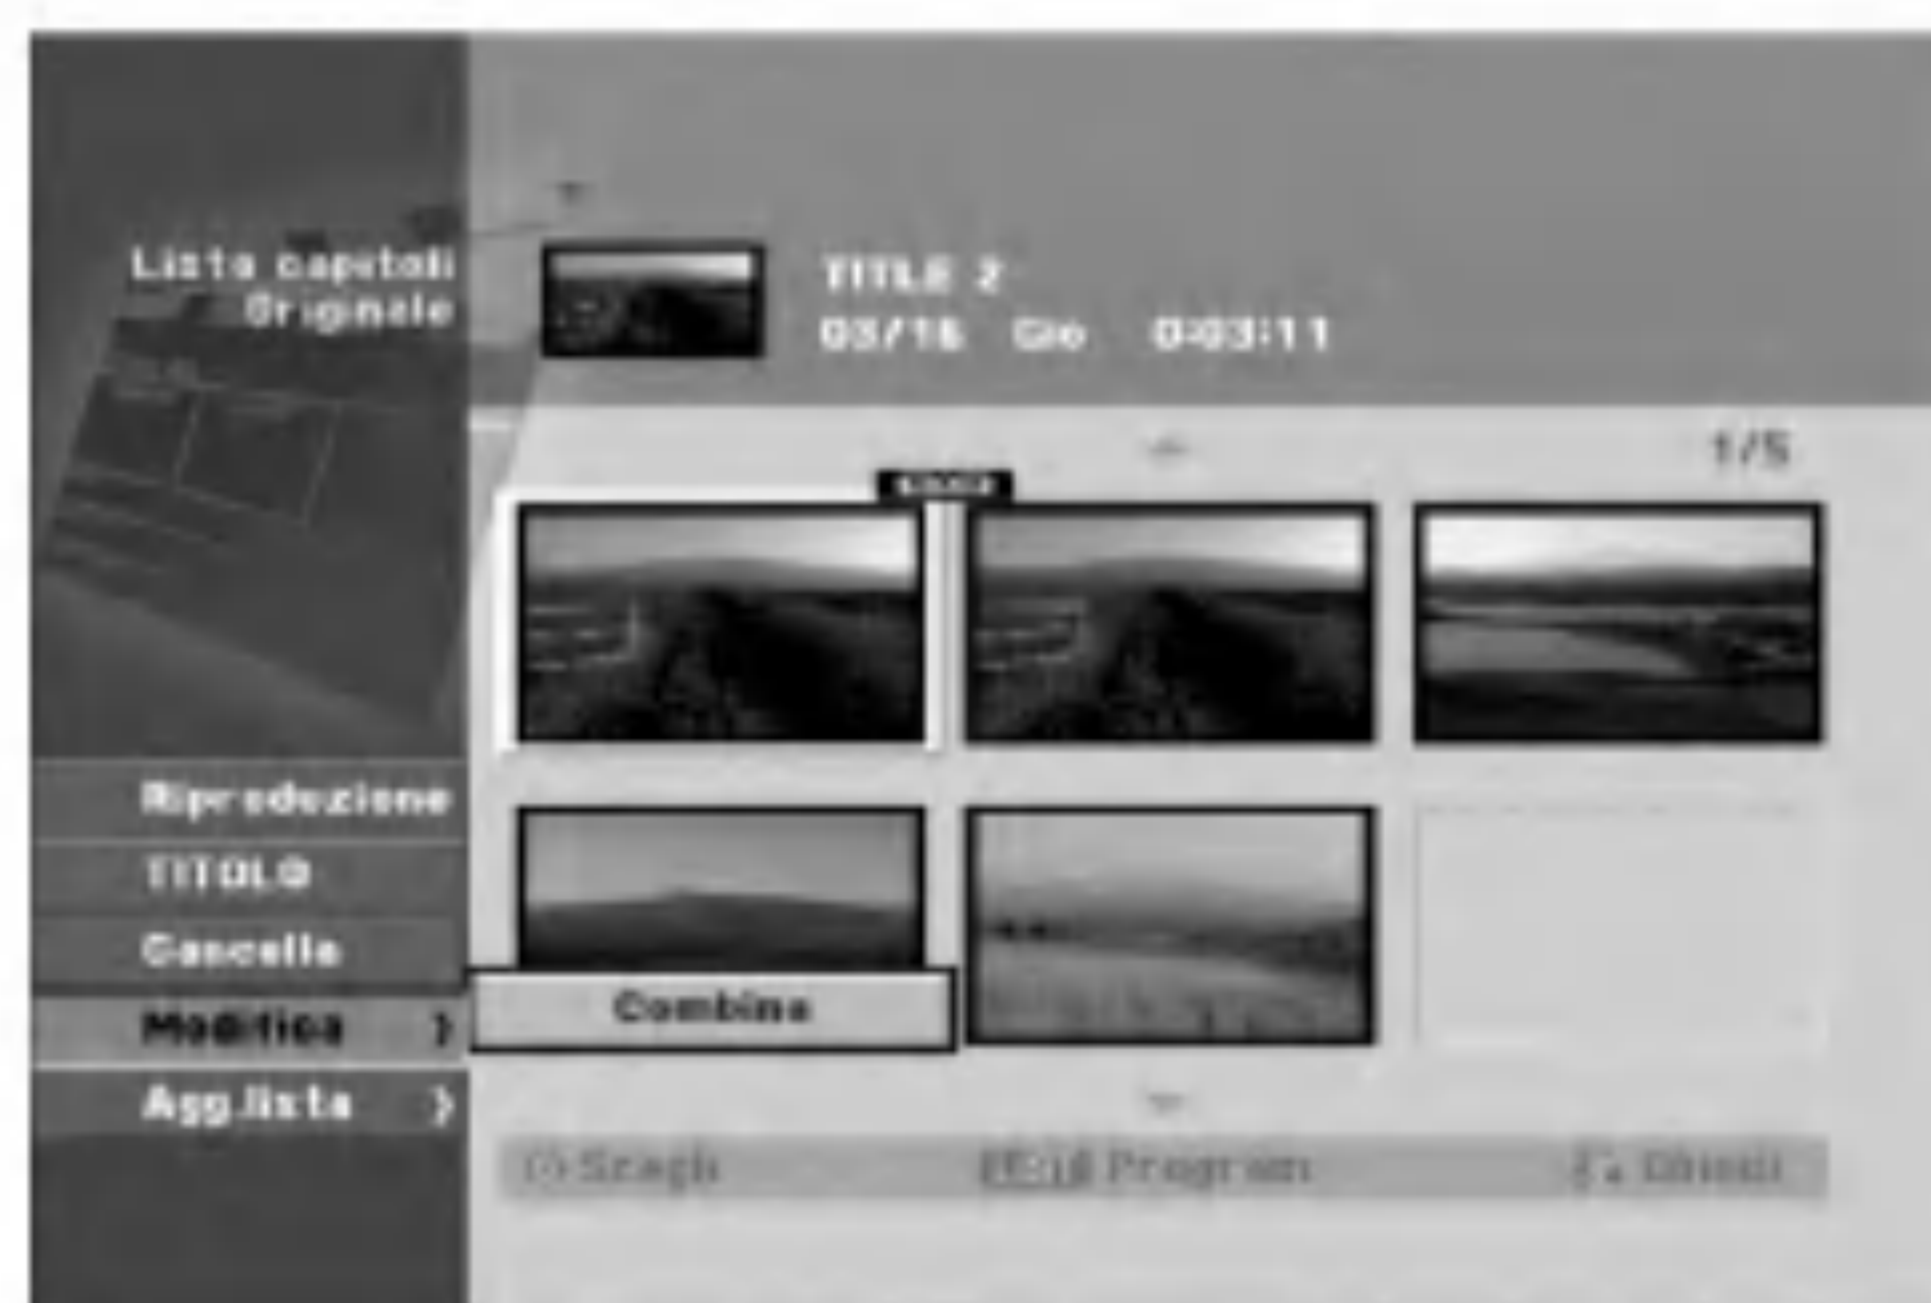 Lista capitoli
Originale
TITLE 2
03/16 Gio 0:03:11
1/5
Riproduzione
TITOLO
Cancella
Modifica >
Combina
Agg.lista >
Scegli Program Chiudi